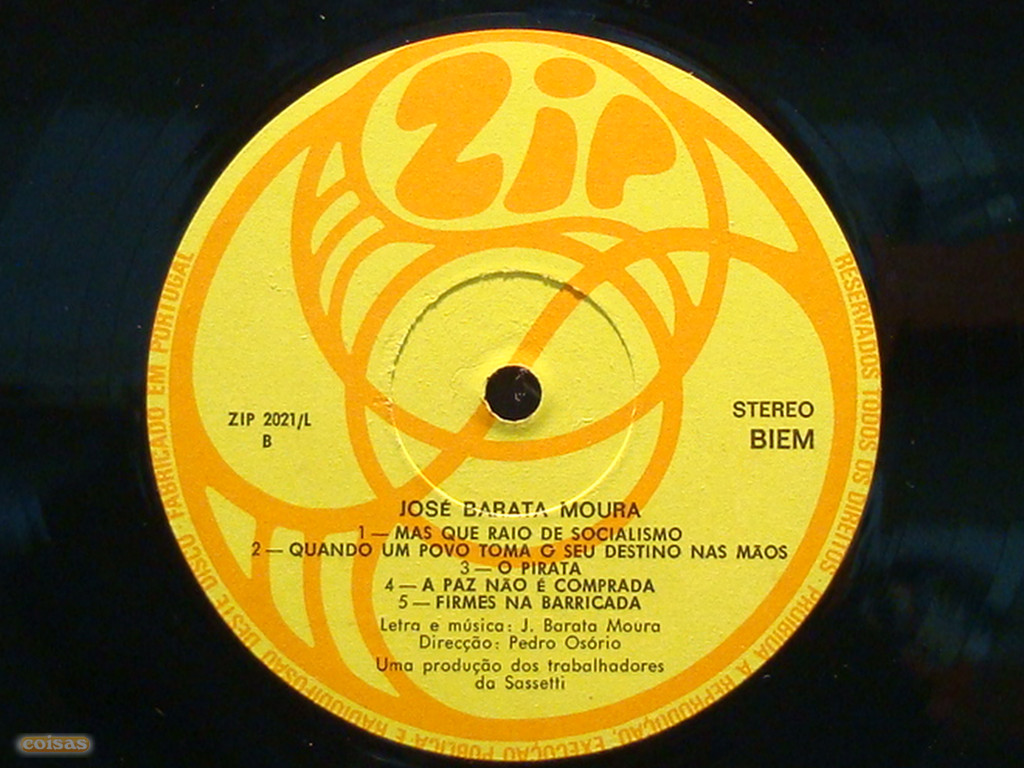 Zip
RESERVADOS TODOS OS DIREITOS · PROIBIDA A REPRODUÇÃO, EXECUÇÃO PÚBLICA E RADIODIFUSÃO DESTE DISCO · FABRICADO EM PORTUGAL
ZIP 2021/L
B
STEREO
BIEM
JOSÉ BARATA MOURA
1 — MAS QUE RAIO DE SOCIALISMO
2 — QUANDO UM POVO TOMA O SEU DESTINO NAS MÃOS
3 — O PIRATA
4 — A PAZ NÃO É COMPRADA
5 — FIRMES NA BARRICADA
Letra e música: J. Barata Moura
Direcção: Pedro Osório
Uma produção dos trabalhadores
da Sassetti
coisas